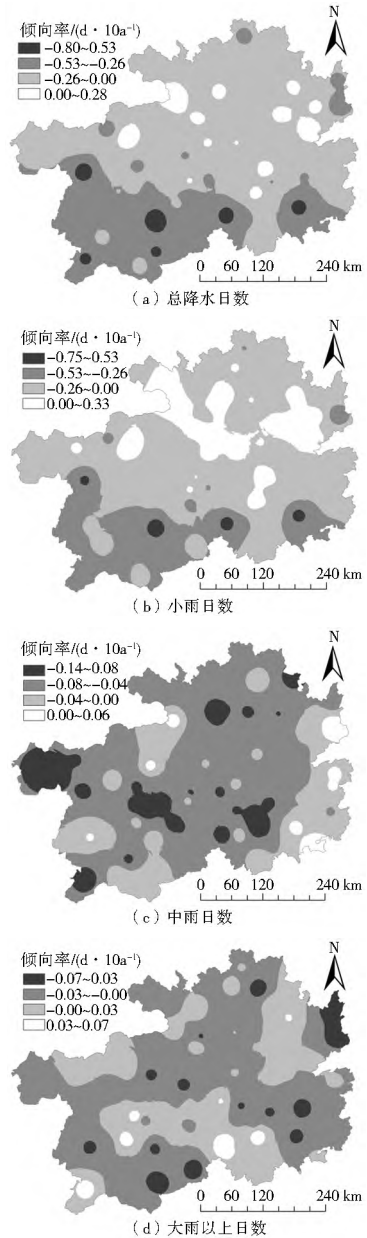 N
倾向率/(d·10a⁻¹)
-0.80~0.53
-0.53~-0.26
-0.26~0.00
0.00~0.28
0 60 120 240 km
(a)总降水日数
N
倾向率/(d·10a⁻¹)
-0.75~0.53
-0.53~-0.26
-0.26~0.00
0.00~0.33
0 60 120 240 km
(b)小雨日数
N
倾向率/(d·10a⁻¹)
-0.14~0.08
-0.08~-0.04
-0.04~0.00
0.00~0.06
0 60 120 240 km
(c)中雨日数
N
倾向率/(d·10a⁻¹)
-0.07~0.03
-0.03~-0.00
-0.00~0.03
0.03~0.07
0 60 120 240 km
(d)大雨以上日数